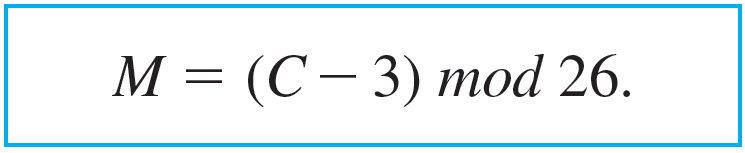 M = (C – 3) mod 26.